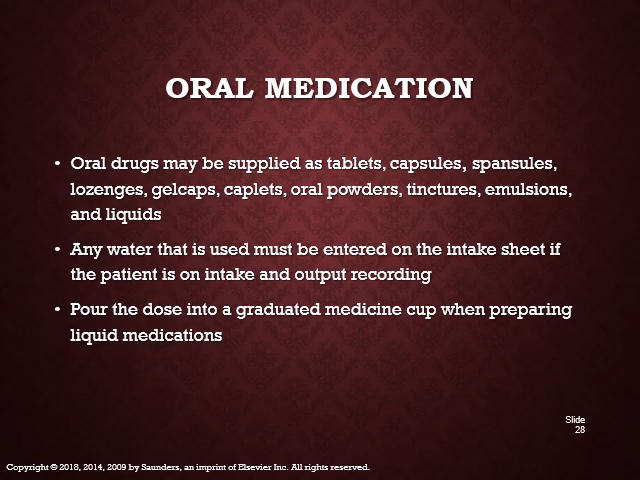 ORAL MEDICATION
• Oral drugs may be supplied as tablets, capsules, spansules,
lozenges, gelcaps, caplets, oral powders, tinctures, emulsions,
and liquids
• Any water that is used must be entered on the intake sheet if
the patient is on intake and output recording
• Pour the dose into a graduated medicine cup when preparing
liquid medications
Slide
28
Copyright © 2018, 2014, 2009 by Saunders, an imprint of Elsevier Inc. All rights reserved.